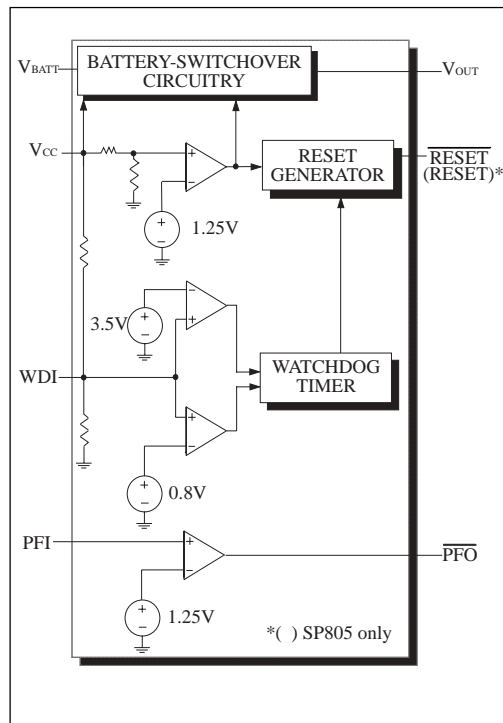 BATTERY-SWITCHOVER
CIRCUITRY
VBATT
VOUT
VCC
+
−
RESET
GENERATOR
RESET
(RESET)*
+
−
1.25V
−
+
+
−
3.5V
WDI
WATCHDOG
TIMER
+
−
+
−
0.8V
PFI
+
−
PFO
+
−
1.25V
*( ) SP805 only